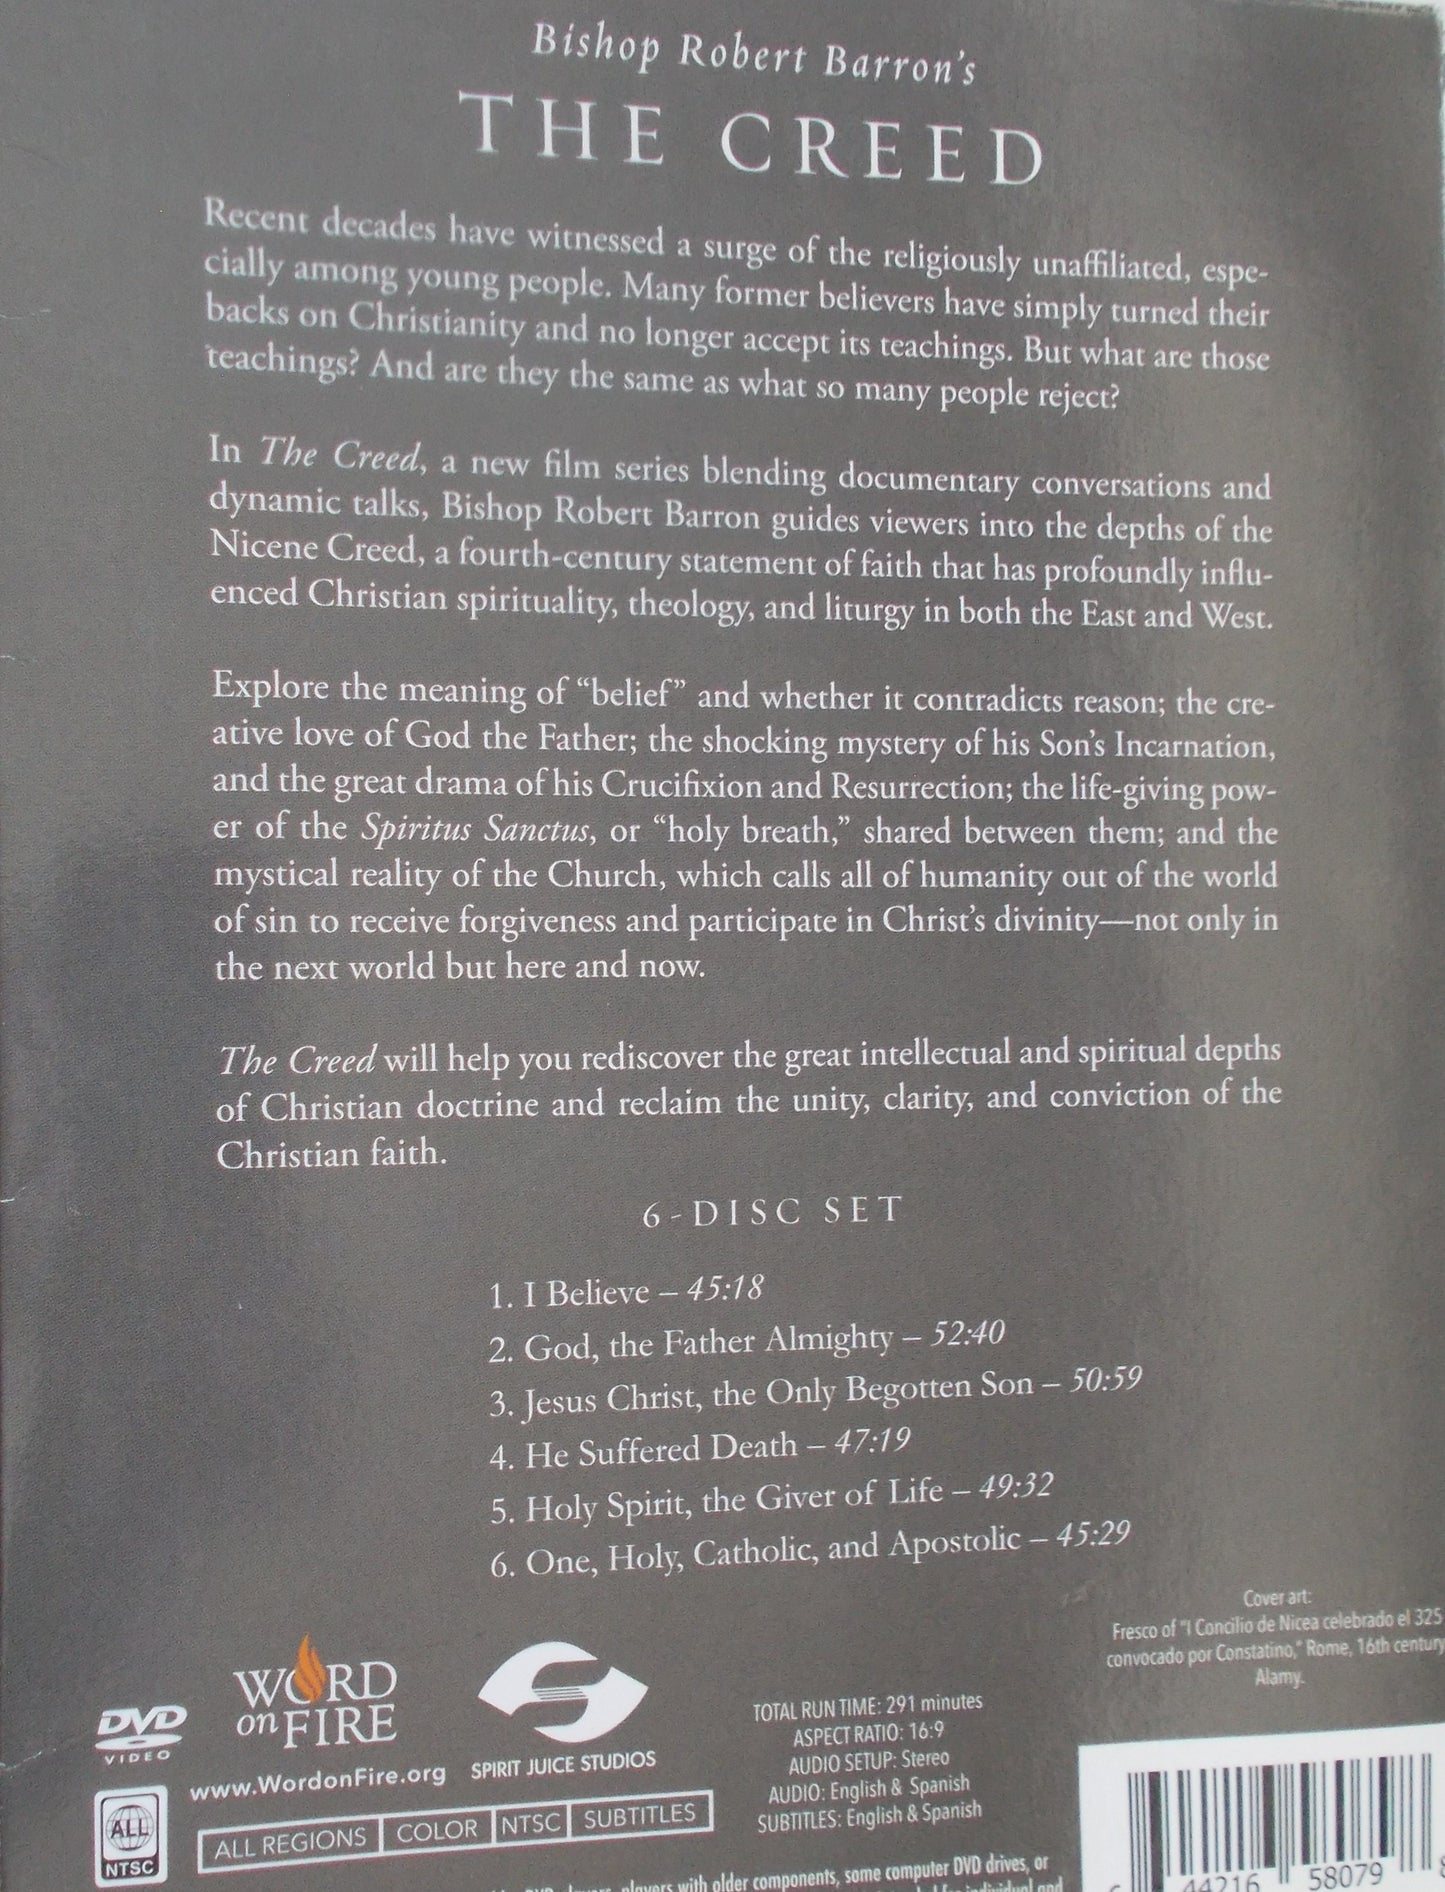 Bishop Robert Barron's
THE CREED
Recent decades have witnessed a surge of the religiously unaffiliated, espe-
cially among young people. Many former believers have simply turned their
backs on Christianity and no longer accept its teachings. But what are those
teachings? And are they the same as what so many people reject?
In The Creed, a new film series blending documentary conversations and
dynamic talks, Bishop Robert Barron guides viewers into the depths of the
Nicene Creed, a fourth-century statement of faith that has profoundly influ-
enced Christian spirituality, theology, and liturgy in both the East and West.
Explore the meaning of “belief” and whether it contradicts reason; the cre-
ative love of God the Father; the shocking mystery of his Son's Incarnation,
and the great drama of his Crucifixion and Resurrection; the life-giving pow-
er of the Spiritus Sanctus, or “holy breath,” shared between them; and the
mystical reality of the Church, which calls all of humanity out of the world
of sin to receive forgiveness and participate in Christ's divinity—not only in
the next world but here and now.
The Creed will help you rediscover the great intellectual and spiritual depths
of Christian doctrine and reclaim the unity, clarity, and conviction of the
Christian faith.
6-DISC SET
1. I Believe – 45:18
2. God, the Father Almighty – 52:40
3. Jesus Christ, the Only Begotten Son – 50:59
4. He Suffered Death – 47:19
5. Holy Spirit, the Giver of Life – 49:32
6. One, Holy, Catholic, and Apostolic – 45:29
Cover art:
Fresco of "I Concilio de Nicea celebrado el 325
convocado por Constatino," Rome, 16th century
Alamy.
DVD
VIDEO
WORD
on FIRE
www.WordonFire.org
SPIRIT JUICE STUDIOS
TOTAL RUN TIME: 291 minutes
ASPECT RATIO: 16:9
AUDIO SETUP: Stereo
AUDIO: English & Spanish
SUBTITLES: English & Spanish
ALL
NTSC
ALL REGIONS COLOR NTSC SUBTITLES
players with older components, some computer DVD drives, or
individual and
44216 58079